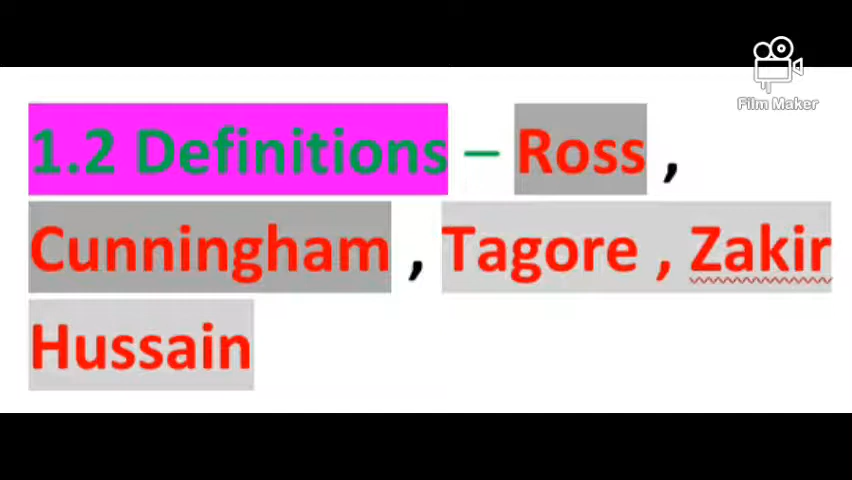 Film Maker
1.2 Definitions – Ross ,
Cunningham , Tagore , Zakir
Hussain